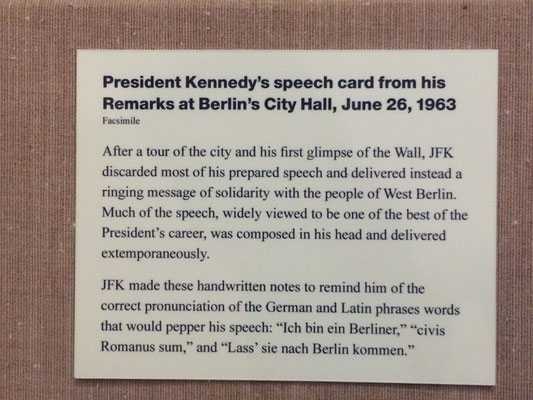 President Kennedy's speech card from his
Remarks at Berlin's City Hall, June 26, 1963
Facsimile
After a tour of the city and his first glimpse of the Wall, JFK
discarded most of his prepared speech and delivered instead a
ringing message of solidarity with the people of West Berlin.
Much of the speech, widely viewed to be one of the best of the
President's career, was composed in his head and delivered
extemporaneously.
JFK made these handwritten notes to remind him of the
correct pronunciation of the German and Latin phrases words
that would pepper his speech: “Ich bin ein Berliner,” “civis
Romanus sum,” and “Lass' sie nach Berlin kommen.”